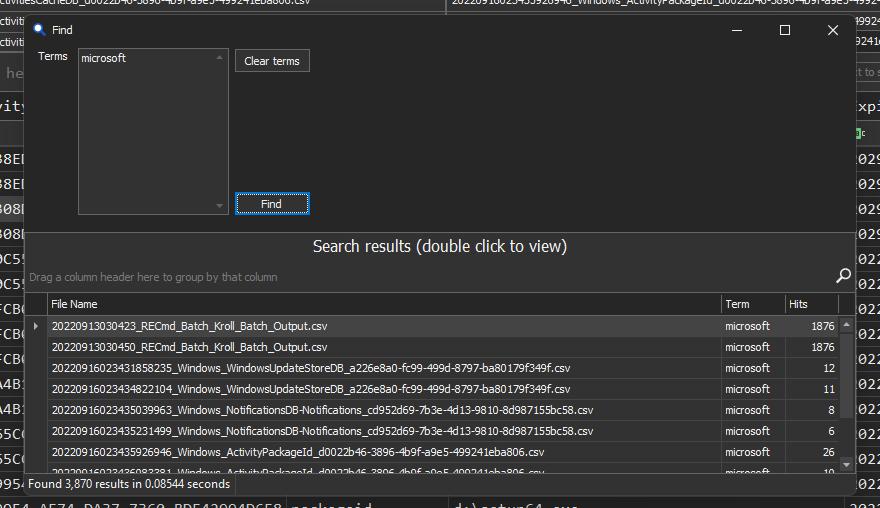 Find
Terms
microsoft
Clear terms
Find
Search results (double click to view)
Drag a column header here to group by that column
File Name Term Hits
20220913030423_RECmd_Batch_Kroll_Batch_Output.csv microsoft 1876
20220913030450_RECmd_Batch_Kroll_Batch_Output.csv microsoft 1876
20220916023431858235_Windows_WindowsUpdateStoreDB_a226e8a0-fc99-499d-8797-ba80179f349f.csv microsoft 12
20220916023434822104_Windows_WindowsUpdateStoreDB_a226e8a0-fc99-499d-8797-ba80179f349f.csv microsoft 11
20220916023435039963_Windows_NotificationsDB-Notifications_cd952d69-7b3e-4d13-9810-8d987155bc58.csv microsoft 8
20220916023435231499_Windows_NotificationsDB-Notifications_cd952d69-7b3e-4d13-9810-8d987155bc58.csv microsoft 6
20220916023435926946_Windows_ActivityPackageId_d0022b46-3896-4b9f-a9e5-499241eba806.csv microsoft 26
Found 3,870 results in 0.08544 seconds